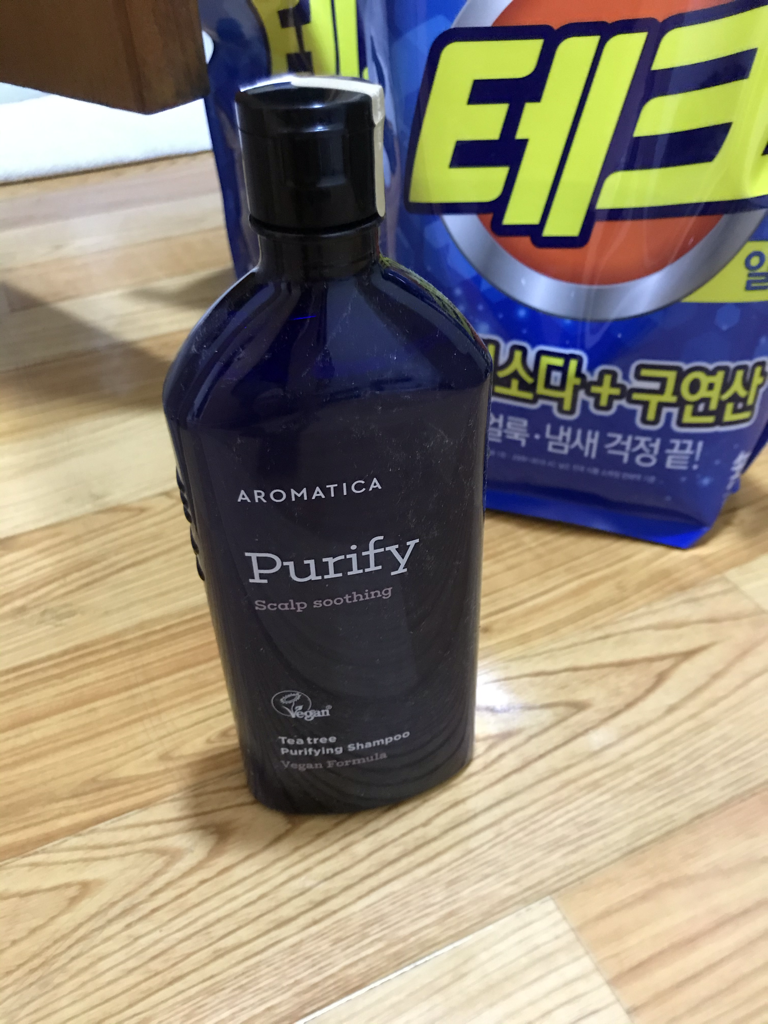 테크
일
소다+구연산
얼룩·냄새 걱정 끝!
AROMATICA
Purify
Scalp soothing
Vegan
Tea tree
Purifying Shampoo
Vegan Formula